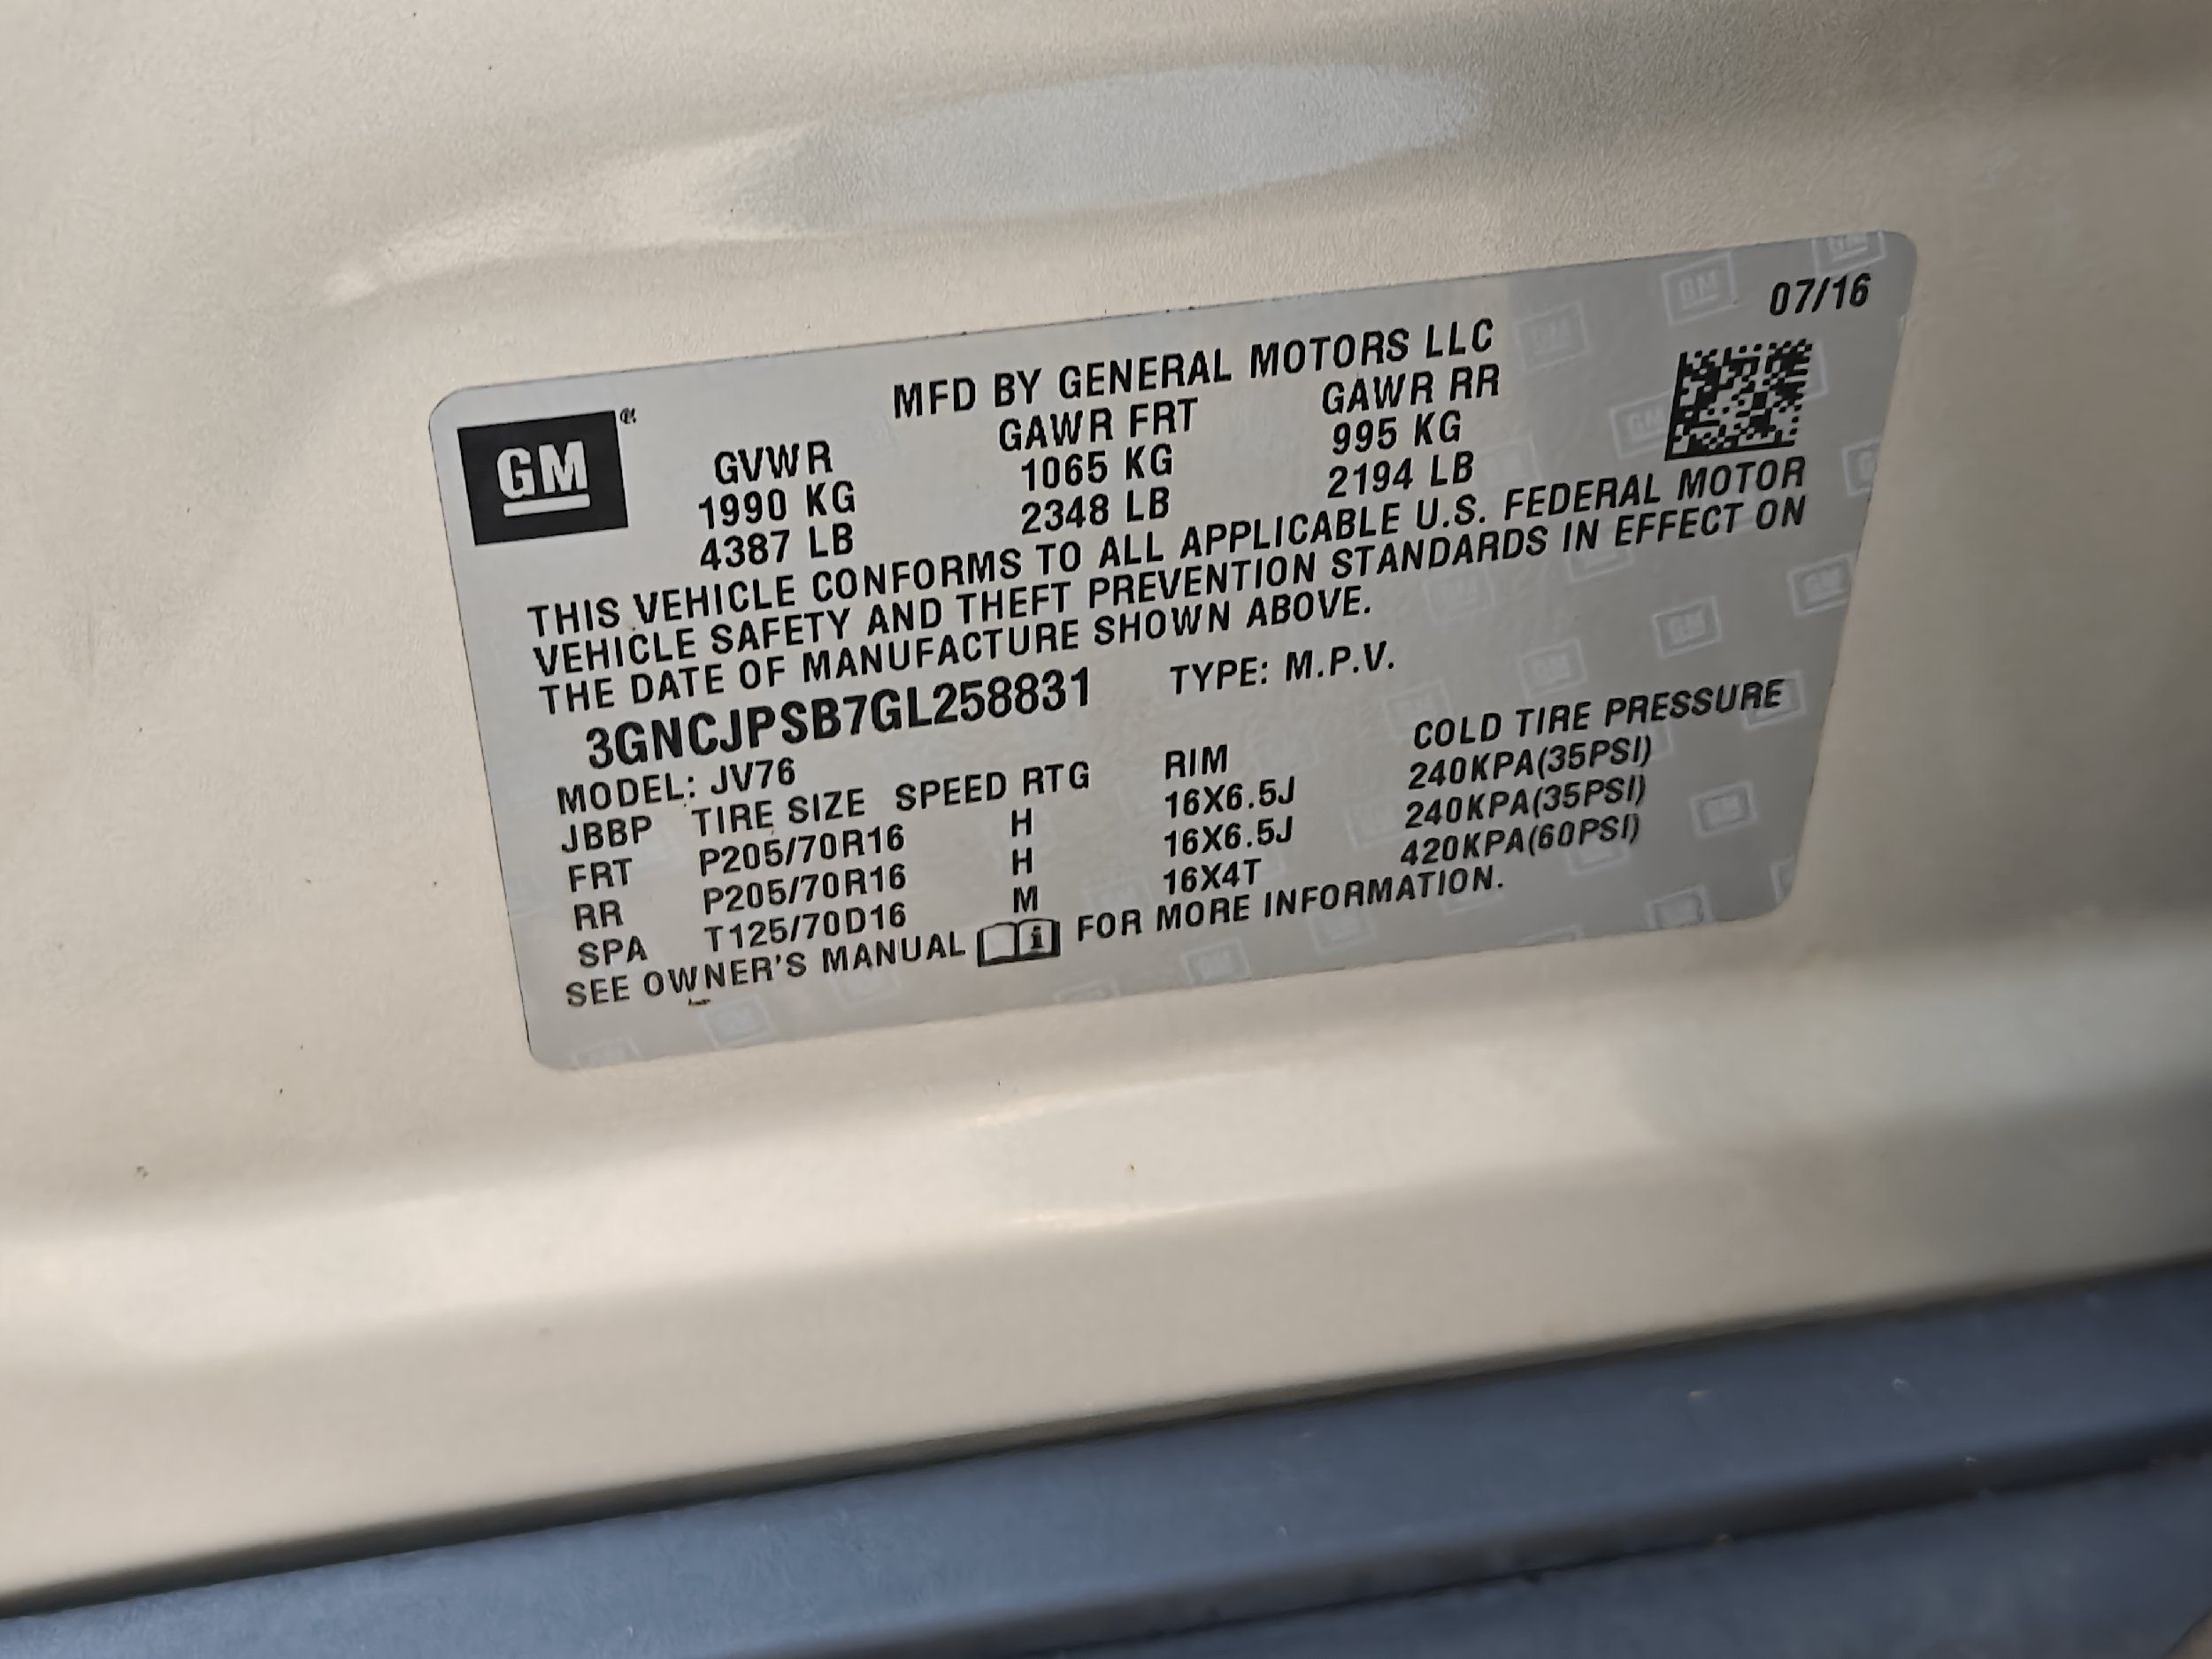 07/16
MFD BY GENERAL MOTORS LLC
GM ®
GVWR GAWR FRT GAWR RR
1990 KG 1065 KG 995 KG
4387 LB 2348 LB 2194 LB
THIS VEHICLE CONFORMS TO ALL APPLICABLE U.S. FEDERAL MOTOR
VEHICLE SAFETY AND THEFT PREVENTION STANDARDS IN EFFECT ON
THE DATE OF MANUFACTURE SHOWN ABOVE.
3GNCJPSB7GL258831 TYPE: M.P.V.
MODEL: JV76
JBBP TIRE SIZE SPEED RTG RIM COLD TIRE PRESSURE
FRT P205/70R16 H 16X6.5J 240KPA(35PSI)
RR P205/70R16 H 16X6.5J 240KPA(35PSI)
SPA T125/70D16 M 16X4T 420KPA(60PSI)
SEE OWNER'S MANUAL i FOR MORE INFORMATION.